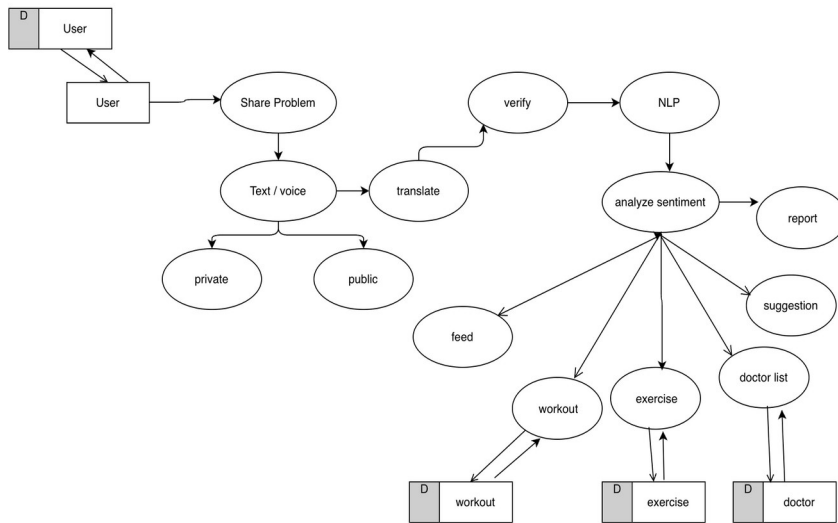 D
User
User
Share Problem
verify
NLP
Text / voice
translate
analyze sentiment
report
private
public
suggestion
feed
doctor list
workout
exercise
D
workout
D
exercise
D
doctor